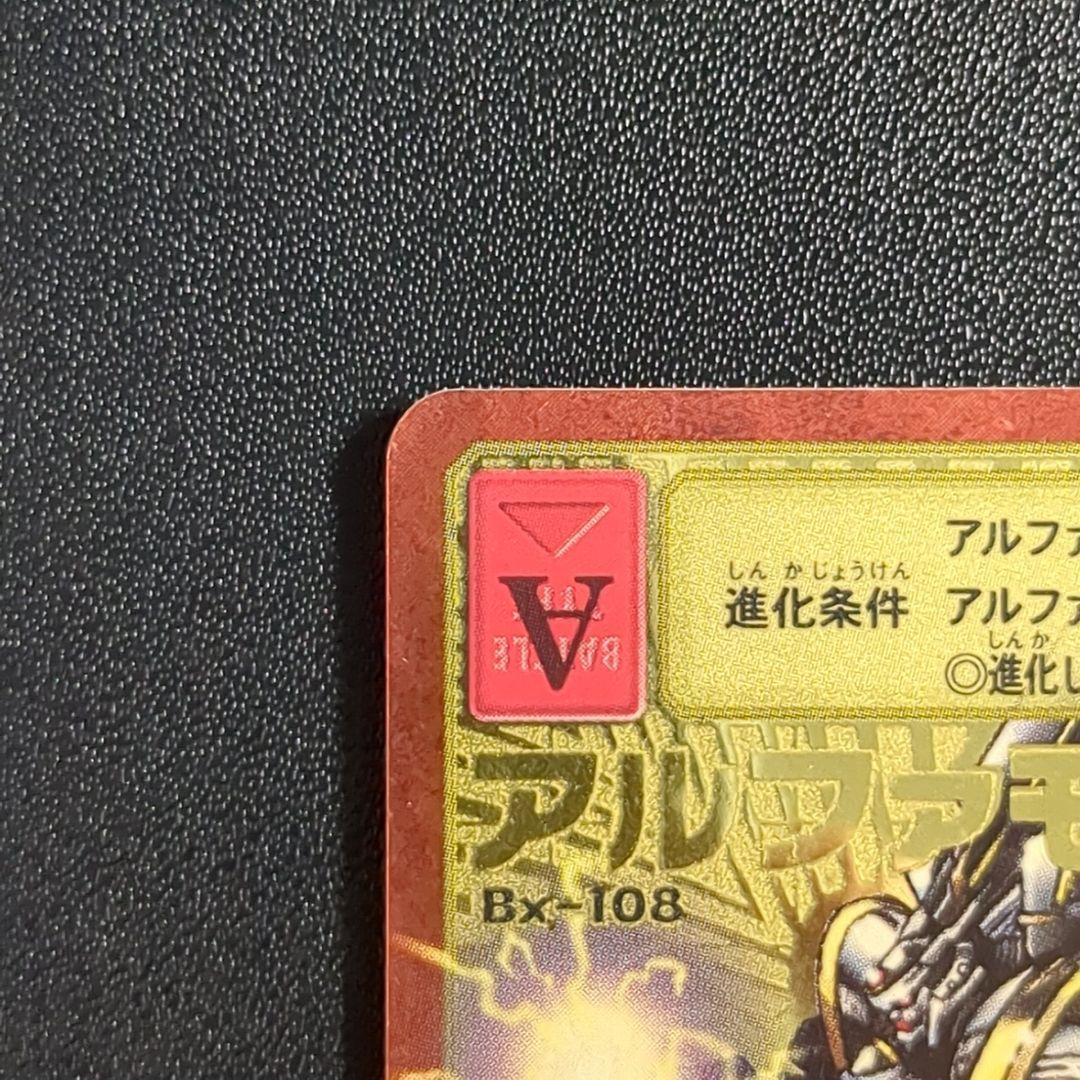 アルファ
しんかじょうけん
進化条件 アルファ
しんか
◎進化し
A
BATTLE
TYPE
アルファモ
Bx-108